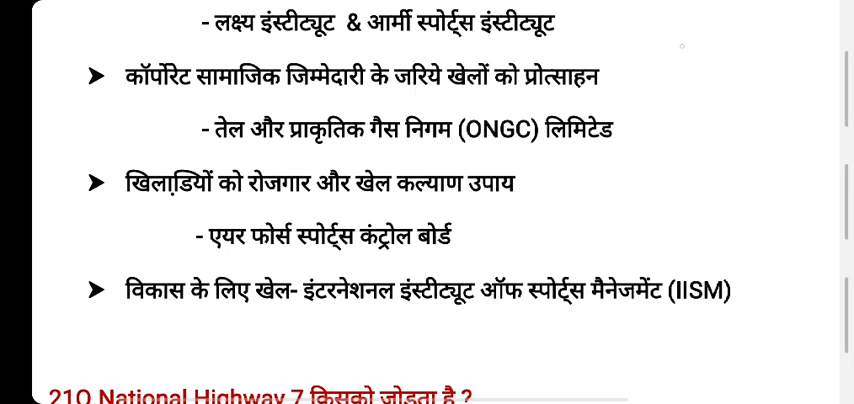 - लक्ष्य इंस्टीट्यूट & आर्मी स्पोर्ट्स इंस्टीट्यूट
➤ कॉर्पोरेट सामाजिक जिम्मेदारी के जरिये खेलों को प्रोत्साहन
- तेल और प्राकृतिक गैस निगम (ONGC) लिमिटेड
➤ खिलाड़ियों को रोजगार और खेल कल्याण उपाय
- एयर फोर्स स्पोर्ट्स कंट्रोल बोर्ड
➤ विकास के लिए खेल- इंटरनेशनल इंस्टीट्यूट ऑफ स्पोर्ट्स मैनेजमेंट (IISM)
210. National Highway 7 किसको जोड़ता है ?